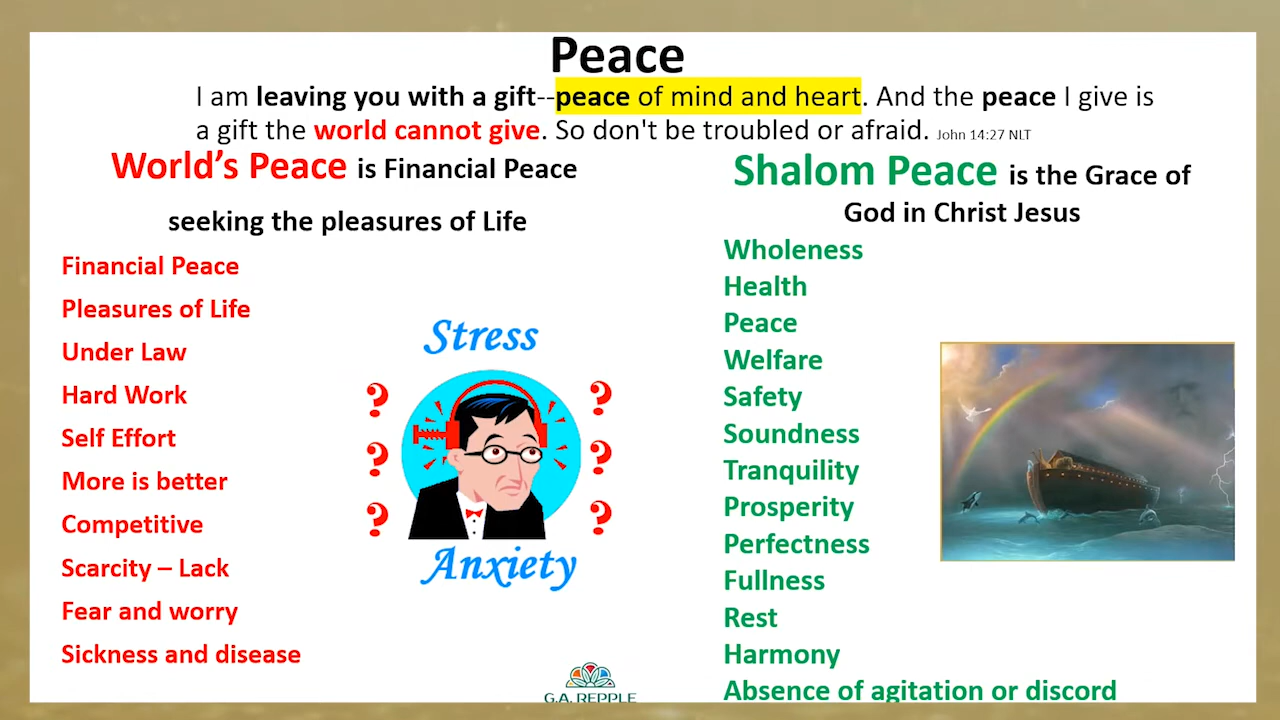 Peace
I am leaving you with a gift--peace of mind and heart. And the peace I give is
a gift the world cannot give. So don't be troubled or afraid. John 14:27 NLT
World's Peace is Financial Peace
seeking the pleasures of Life
Financial Peace
Pleasures of Life
Under Law
Hard Work
Self Effort
More is better
Competitive
Scarcity – Lack
Fear and worry
Sickness and disease
Stress
? ?
? ?
? ?
Anxiety
G.A. REPPLE
Shalom Peace is the Grace of
God in Christ Jesus
Wholeness
Health
Peace
Welfare
Safety
Soundness
Tranquility
Prosperity
Perfectness
Fullness
Rest
Harmony
Absence of agitation or discord